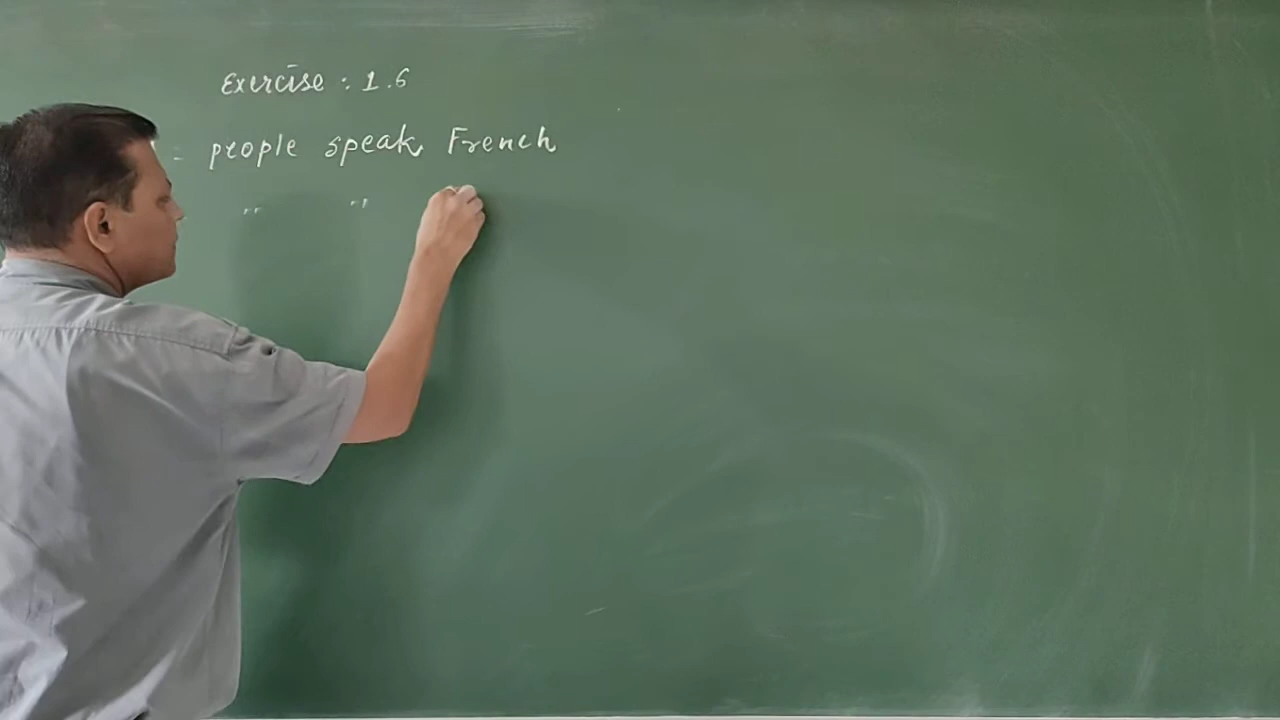 Exercise : 1.6
= people speak French
" "